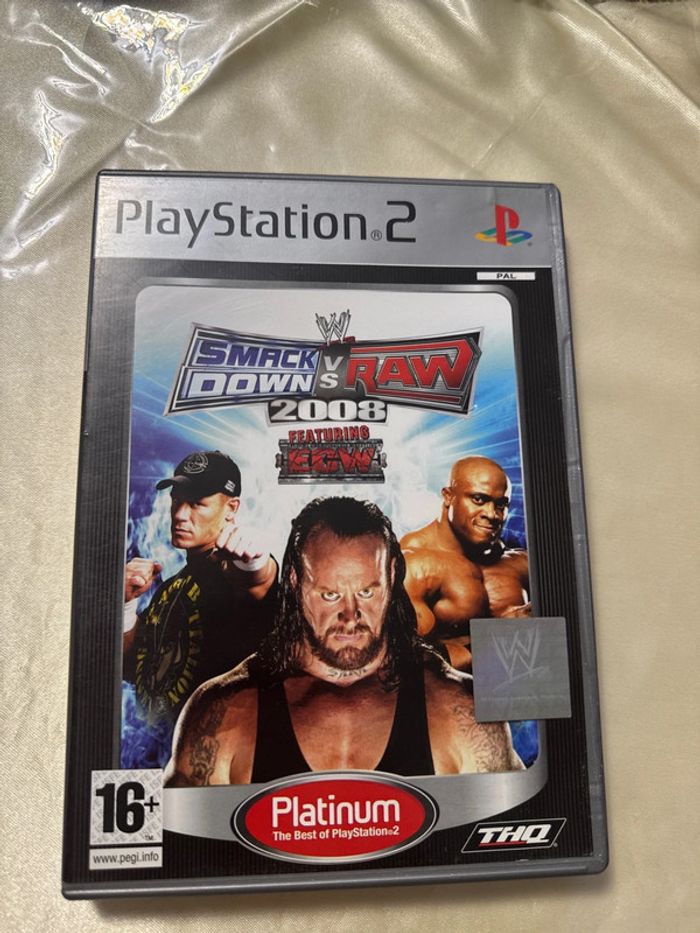 PlayStation®2
PAL
W
SMACK DOWN VS RAW
2008
FEATURING
ECW
W
16+
TM
www.pegi.info
Platinum
The Best of PlayStation®2
THQ®